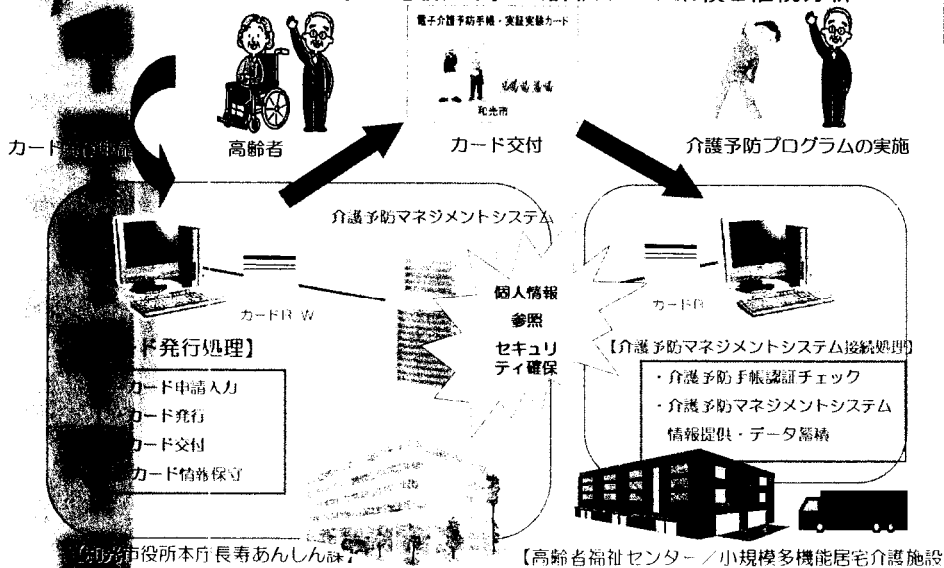 電子介護予防手帳・実証実験カード
和光市
高齢者
カード交付
介護予防プログラムの実施
介護予防マネジメントシステム
個人情報
参照
セキュリ
ティ確保
カードR/W
カードR
ード発行処理】
カード申請入力
カード発行
カード交付
カード情報保守
【介護予防マネジメントシステム接続処理】
・介護予防手帳認証チェック
・介護予防マネジメントシステム
情報提供・データ蓄積
市役所本庁長寿あんしん課】
【高齢者福祉センター／小規模多機能居宅介護施設